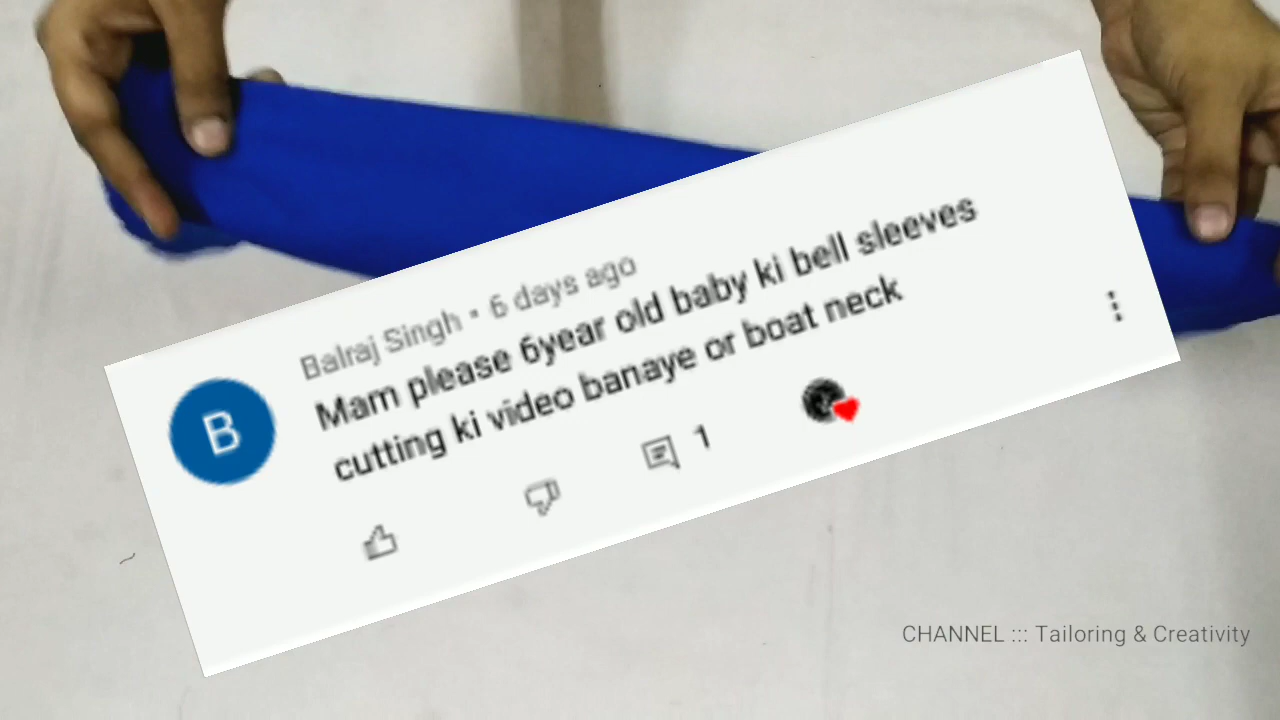 Balraj Singh • 6 days ago
Mam please 6year old baby ki bell sleeves
cutting ki video banaye or boat neck
B
1
CHANNEL ::: Tailoring & Creativity